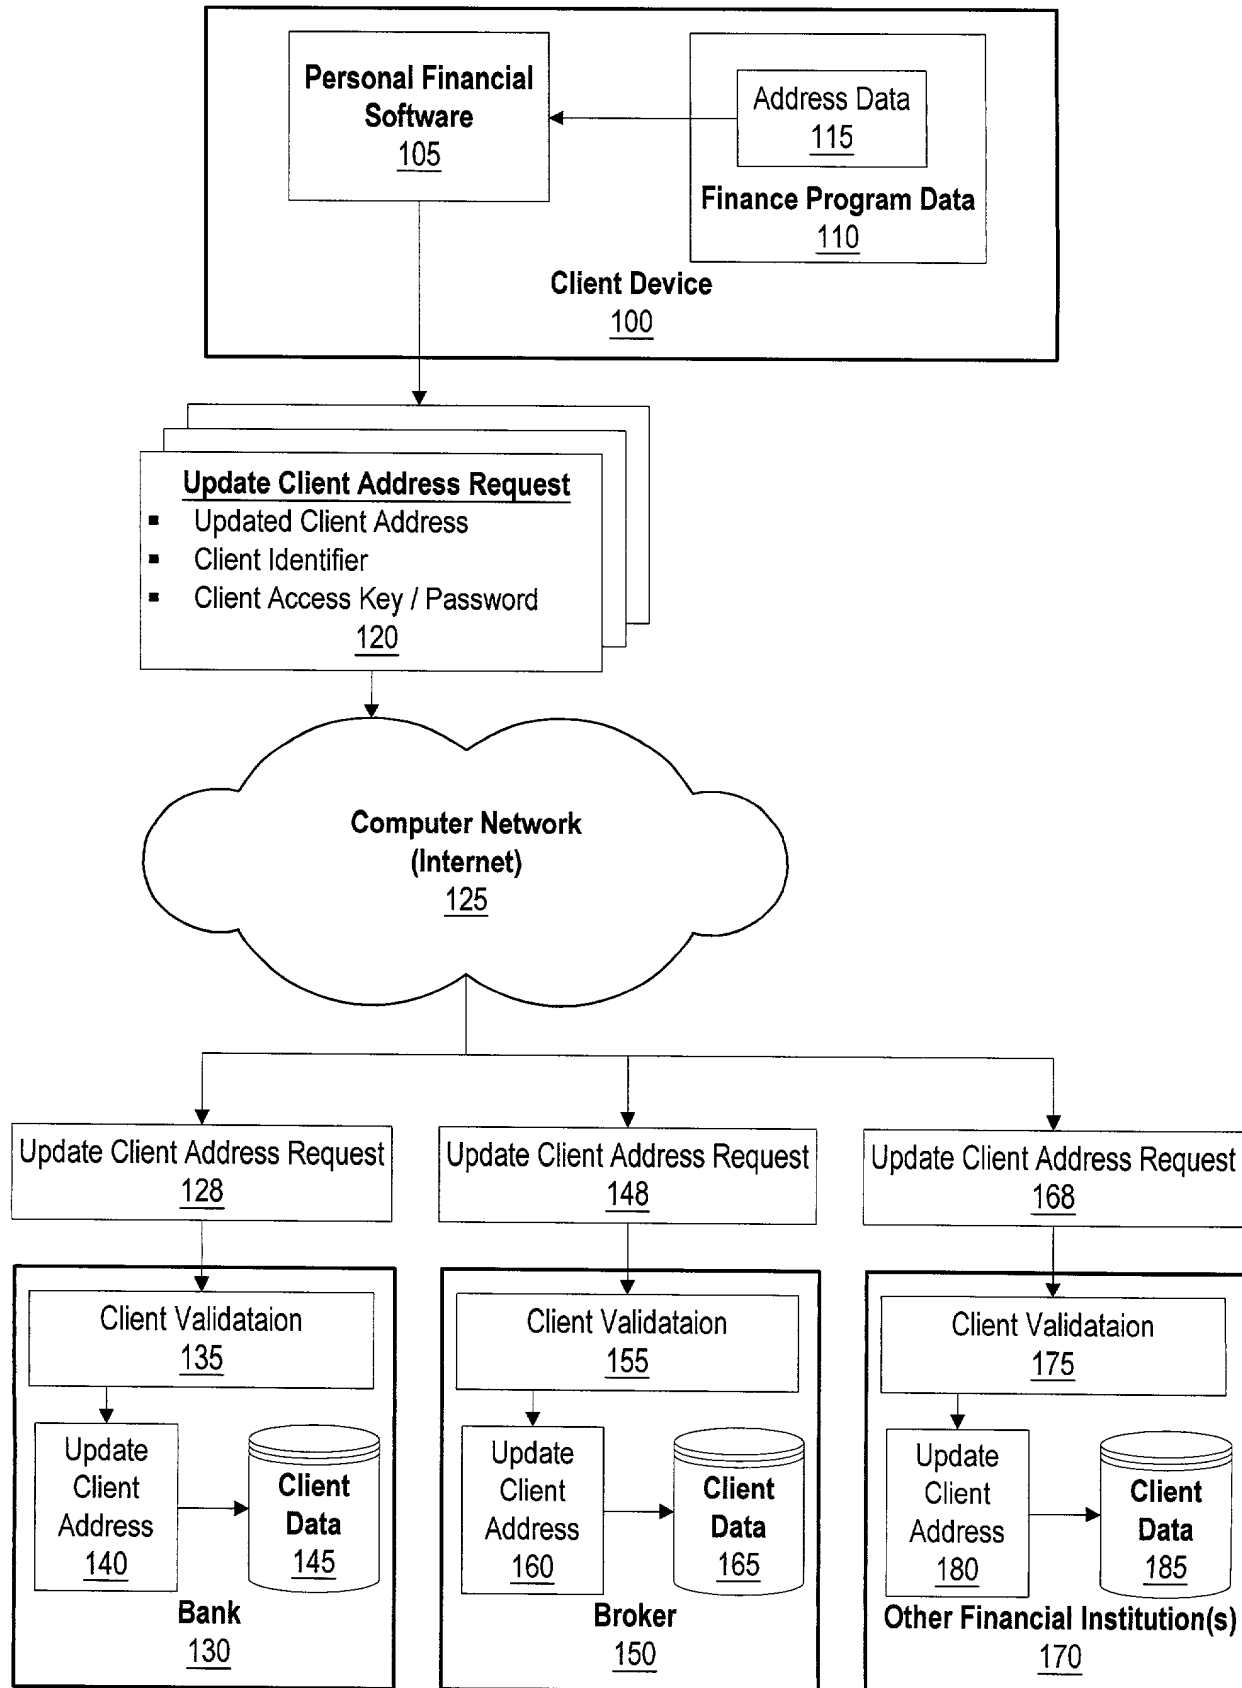 Personal Financial
Software
105
Address Data
115
Finance Program Data
110
Client Device
100
Update Client Address Request
▪ Updated Client Address
▪ Client Identifier
▪ Client Access Key / Password
120
Computer Network
(Internet)
125
Update Client Address Request
128
Update Client Address Request
148
Update Client Address Request
168
Client Validataion
135
Update
Client
Address
140
Client
Data
145
Bank
130
Client Validataion
155
Update
Client
Address
160
Client
Data
165
Broker
150
Client Validataion
175
Update
Client
Address
180
Client
Data
185
Other Financial Institution(s)
170